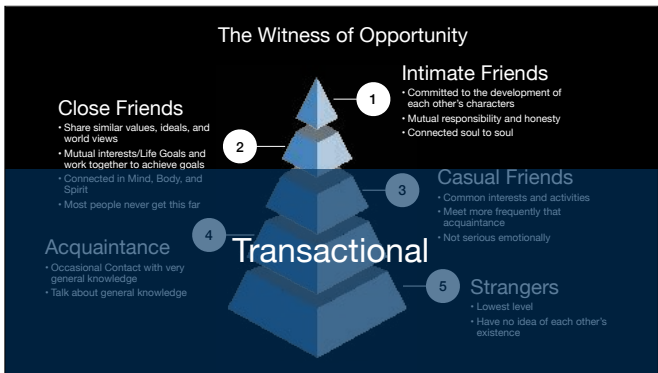 The Witness of Opportunity
Intimate Friends
• Committed to the development of
each other's characters
• Mutual responsibility and honesty
• Connected soul to soul
1
Close Friends
• Share similar values, ideals, and
world views
• Mutual interests/Life Goals and
work together to achieve goals
• Connected in Mind, Body, and
Spirit
• Most people never get this far
2
Casual Friends
• Common interests and activities
• Meet more frequently that
acquaintance
• Not serious emotionally
3
Acquaintance
• Occasional Contact with very
general knowledge
• Talk about general knowledge
4
Transactional
5
Strangers
• Lowest level
• Have no idea of each other's
existence